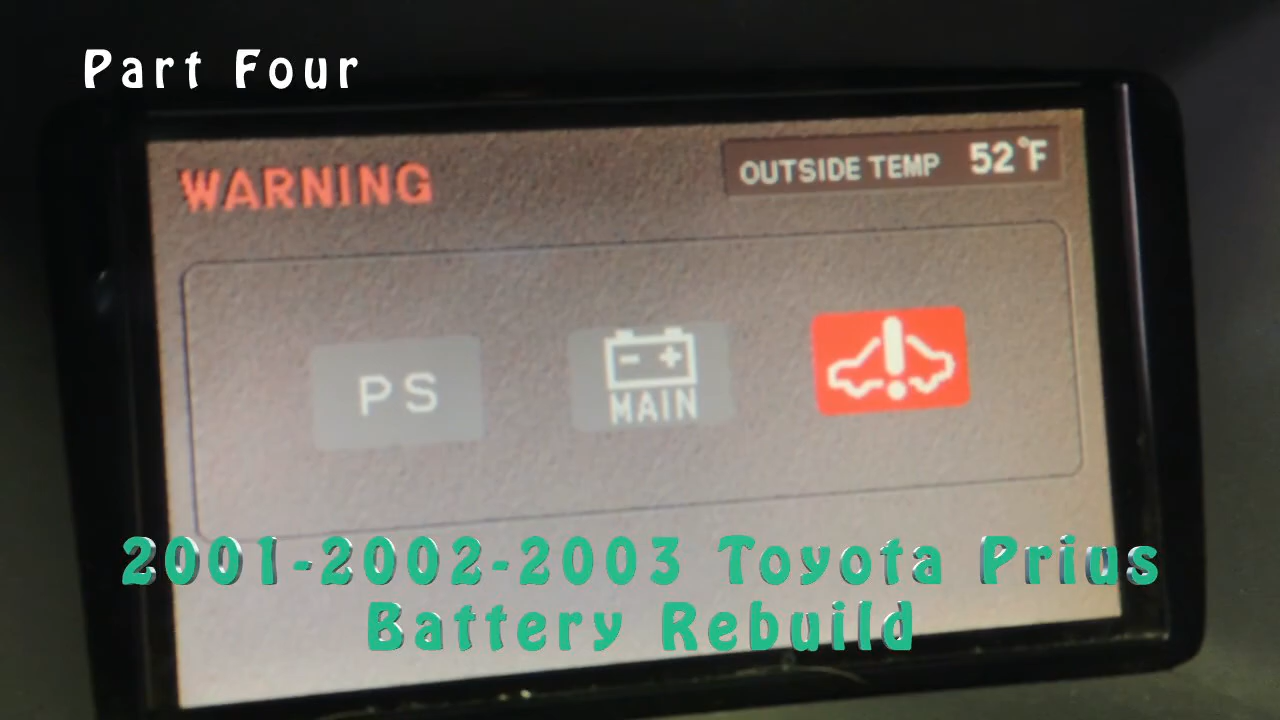 Part Four
WARNING
OUTSIDE TEMP 52°F
PS
- +
MAIN
!
2001-2002-2003 Toyota Prius
Battery Rebuild